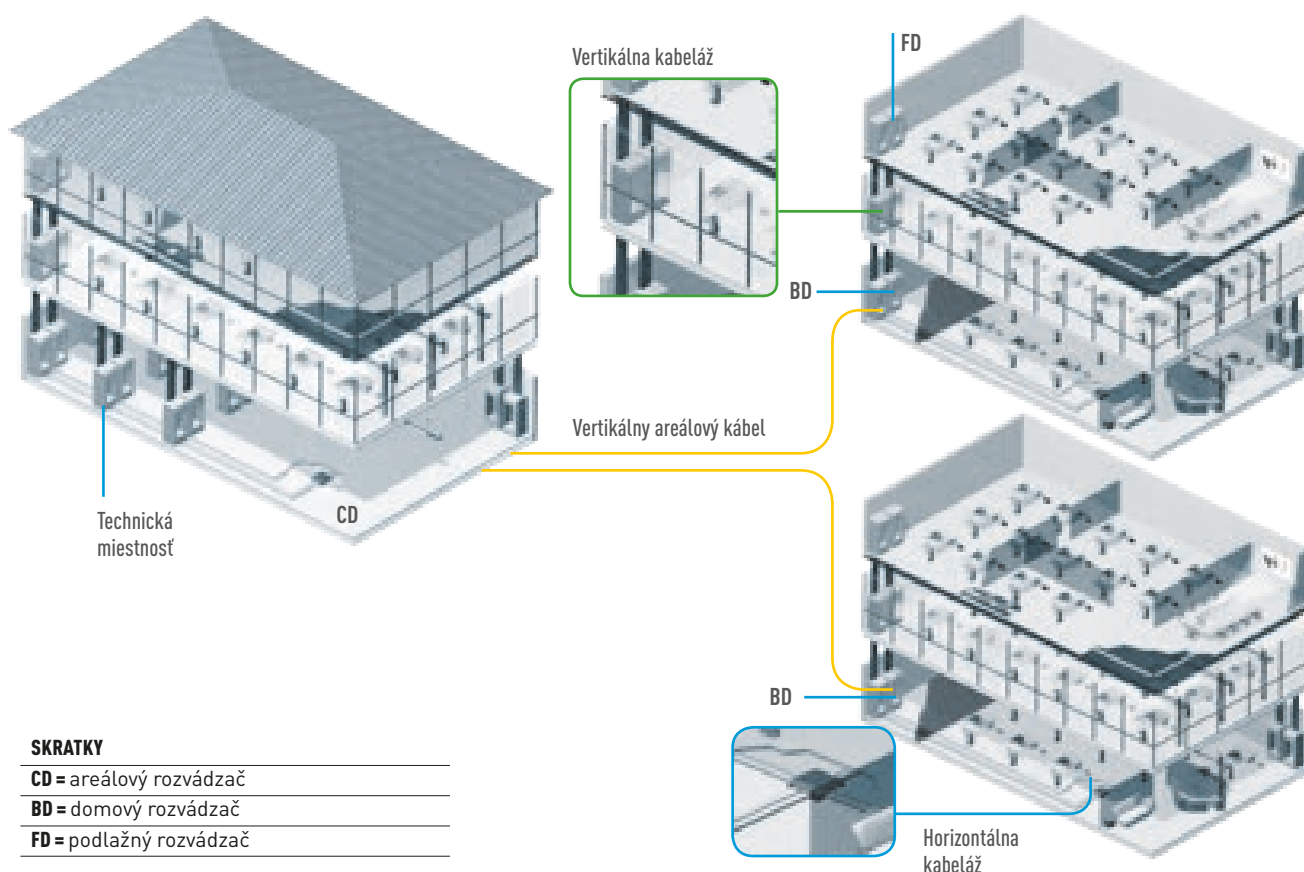 Vertikálna kabeláž
FD
BD
Vertikálny areálový kábel
Technická
miestnosť
CD
BD
SKRATKY
CD = areálový rozvádzač
BD = domový rozvádzač
FD = podlažný rozvádzač
Horizontálna
kabeláž